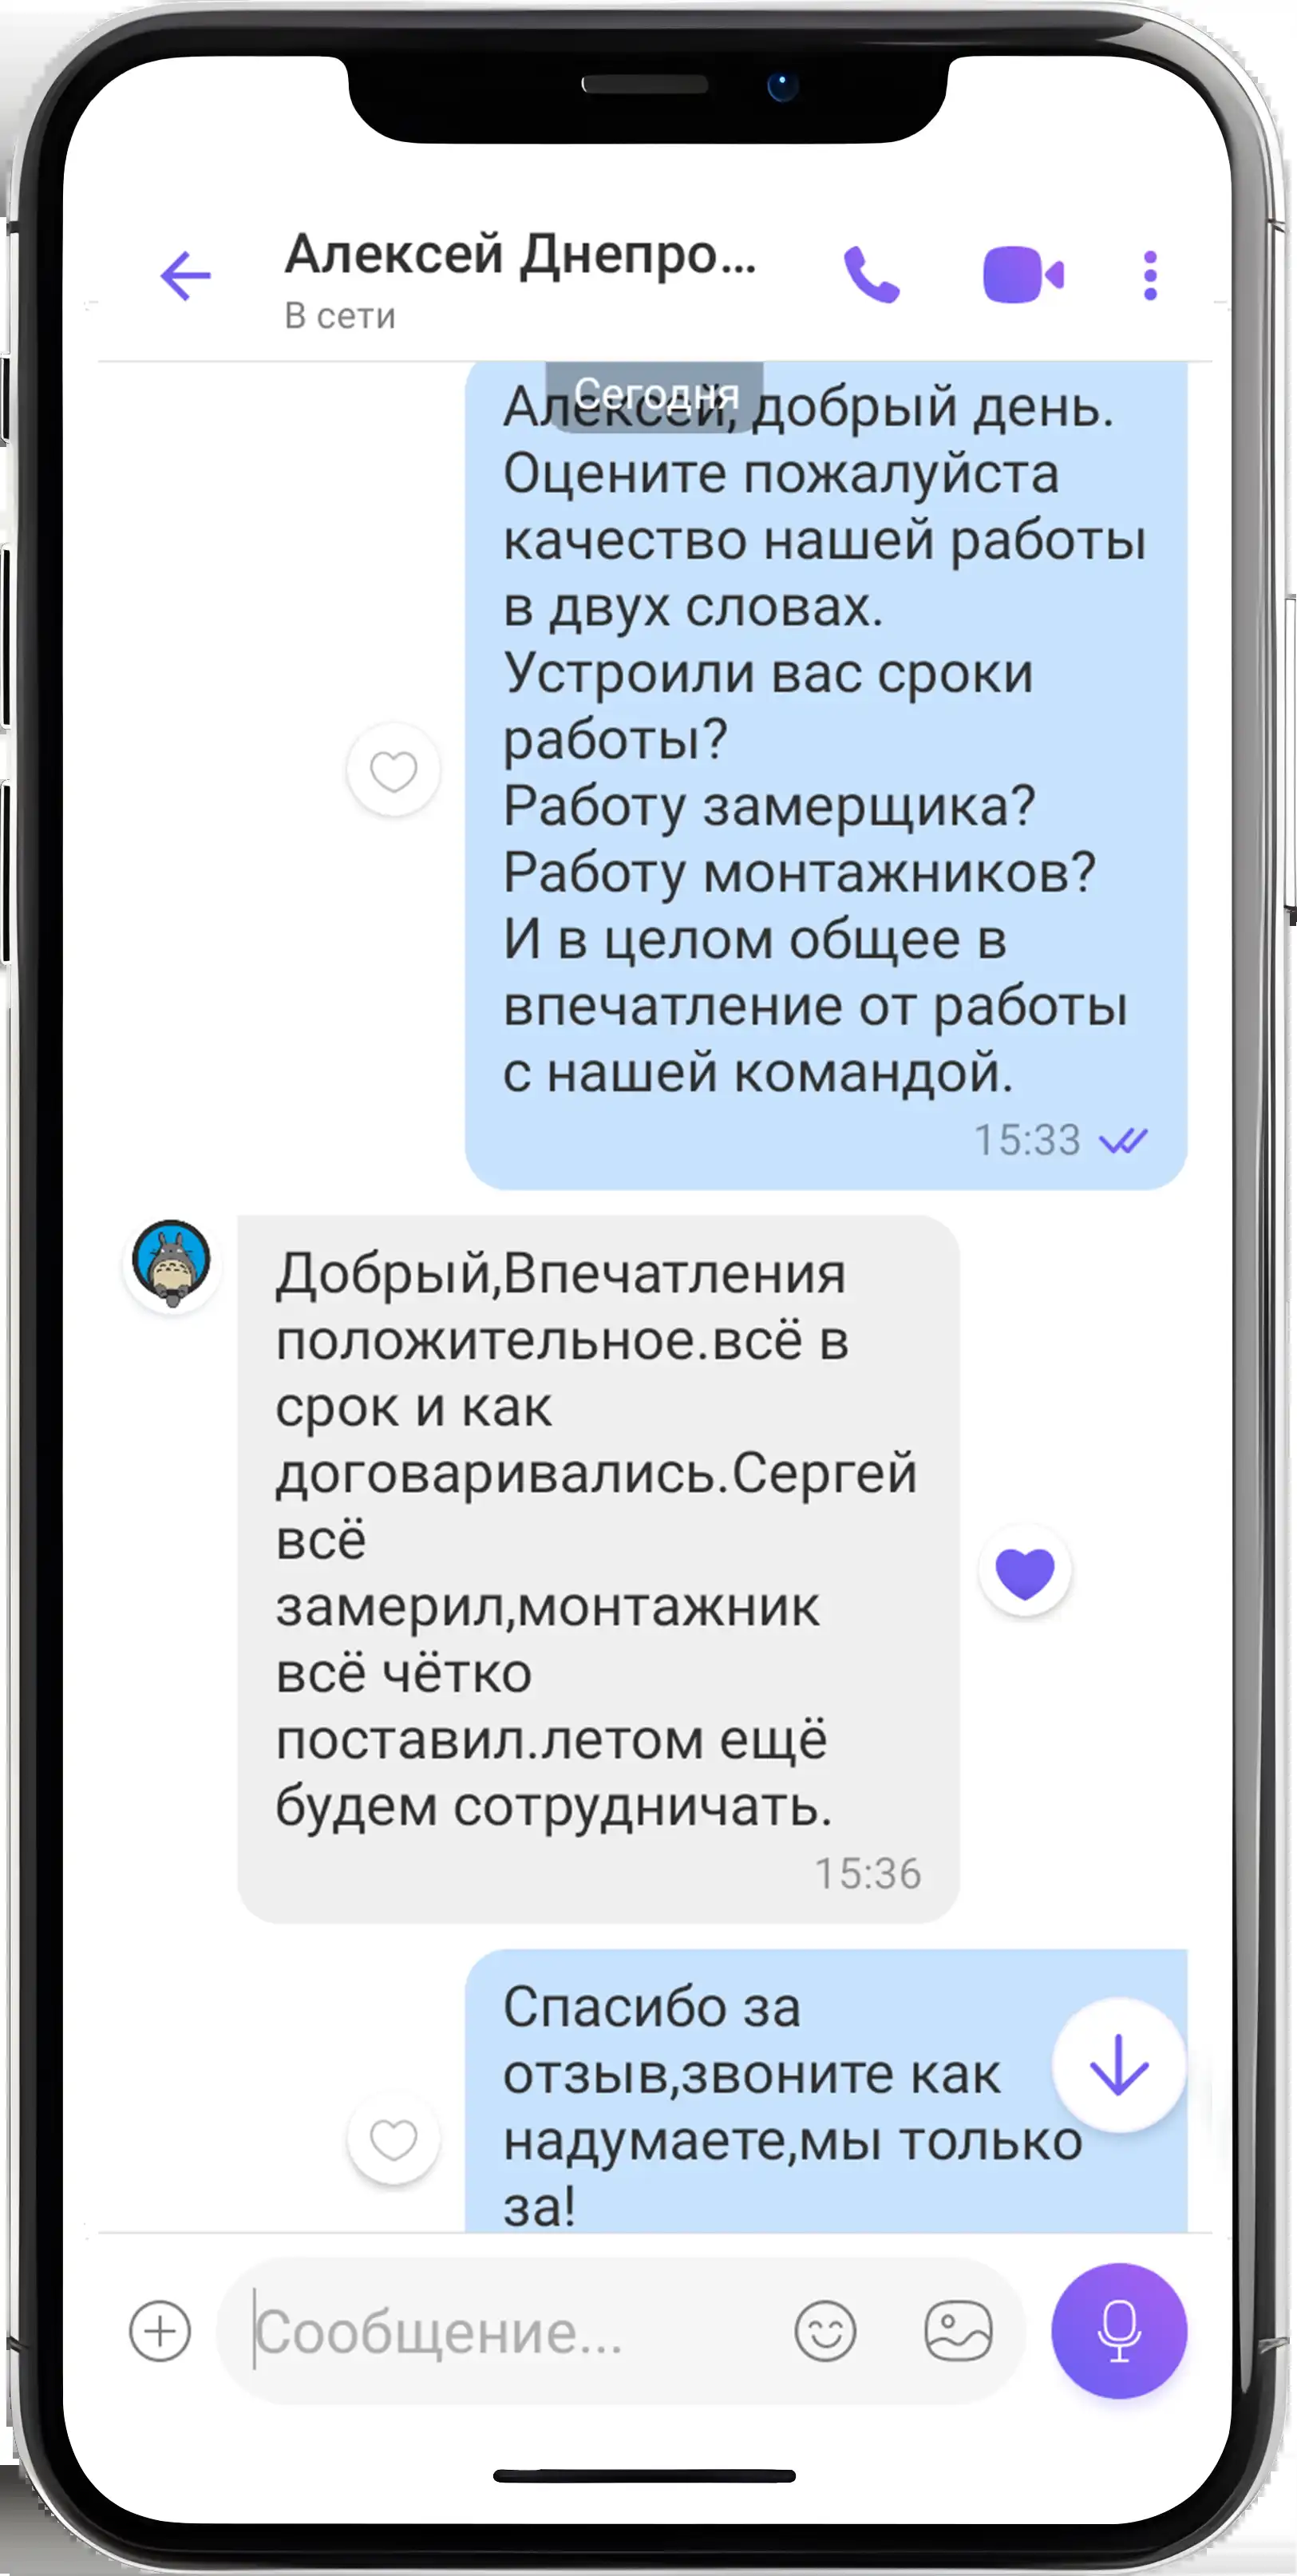 Алексей Днепро...
В сети
Сегодня
Алексей, добрый день.
Оцените пожалуйста
качество нашей работы
в двух словах.
Устроили вас сроки
работы?
Работу замерщика?
Работу монтажников?
И в целом общее в
впечатление от работы
с нашей командой.
15:33
Добрый,Впечатления
положительное.всё в
срок и как
договаривались.Сергей
всё
замерил,монтажник
всё чётко
поставил.летом ещё
будем сотрудничать.
15:36
Спасибо за
отзыв,звоните как
надумаете,мы только
за!
Сообщение...